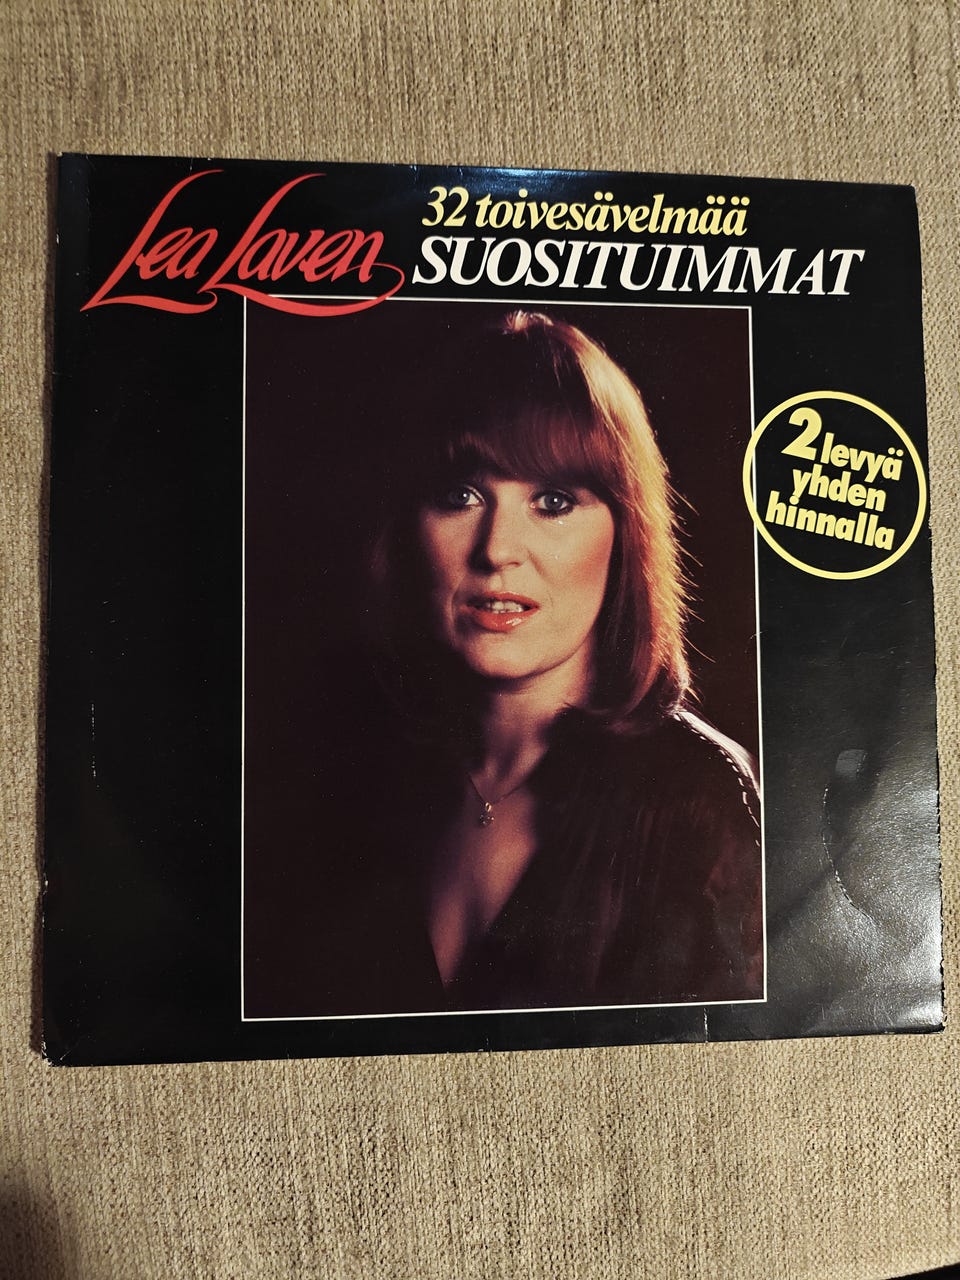 Lea Laven
32 toivesävelmää
SUOSITUIMMAT
2 levyä
yhden
hinnalla